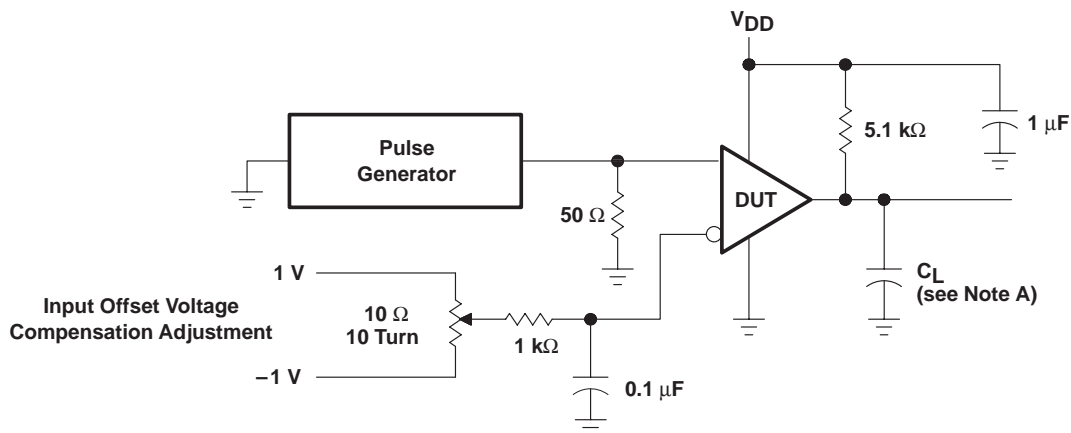 VDD
Pulse
Generator
5.1 kΩ
1 μF
DUT
50 Ω
CL
(see Note A)
1 V
Input Offset Voltage
Compensation Adjustment
10 Ω
10 Turn
1 kΩ
−1 V
0.1 μF